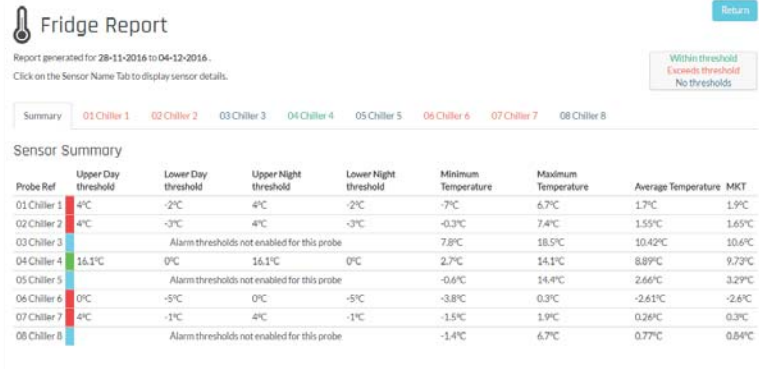 Return
Fridge Report
Report generated for 28-11-2016 to 04-12-2016 .
Click on the Sensor Name Tab to display sensor details.
Within threshold
Exceeds threshold
No thresholds
Summary 01 Chiller 1 02 Chiller 2 03 Chiller 3 04 Chiller 4 05 Chiller 5 06 Chiller 6 07 Chiller 7 08 Chiller 8
Sensor Summary
Probe Ref Upper Day threshold Lower Day threshold Upper Night threshold Lower Night threshold Minimum Temperature Maximum Temperature Average Temperature MKT
01 Chiller 1 4°C -2°C 4°C -2°C -7°C 6.7°C 1.7°C 1.9°C
02 Chiller 2 4°C -3°C 4°C -3°C -0.3°C 7.4°C 1.55°C 1.65°C
03 Chiller 3 Alarm thresholds not enabled for this probe 7.8°C 18.5°C 10.42°C 10.6°C
04 Chiller 4 16.1°C 0°C 16.1°C 0°C 2.7°C 14.1°C 8.89°C 9.73°C
05 Chiller 5 Alarm thresholds not enabled for this probe -0.6°C 14.4°C 2.66°C 3.29°C
06 Chiller 6 0°C -5°C 0°C -5°C -3.8°C 0.3°C -2.61°C -2.6°C
07 Chiller 7 4°C -1°C 4°C -1°C -1.5°C 1.9°C 0.26°C 0.3°C
08 Chiller 8 Alarm thresholds not enabled for this probe -1.4°C 6.7°C 0.77°C 0.84°C